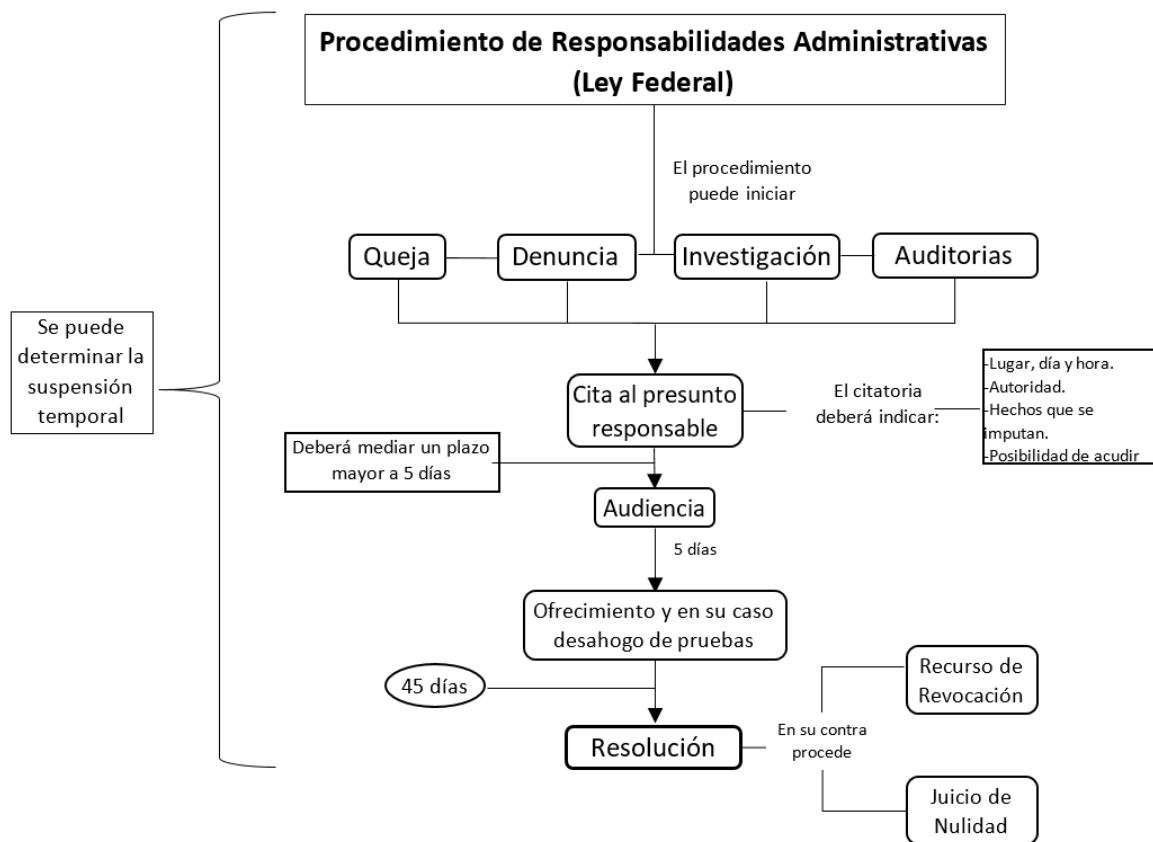 Procedimiento de Responsabilidades Administrativas
(Ley Federal)
El procedimiento
puede iniciar
Queja
Denuncia
Investigación
Auditorias
Se puede
determinar la
suspensión
temporal
Cita al presunto
responsable
El citatoria
deberá indicar:
-Lugar, día y hora.
-Autoridad.
-Hechos que se
imputan.
-Posibilidad de acudir
Deberá mediar un plazo
mayor a 5 días
Audiencia
5 días
Ofrecimiento y en su caso
desahogo de pruebas
45 días
Resolución
En su contra
procede
Recurso de
Revocación
Juicio de
Nulidad